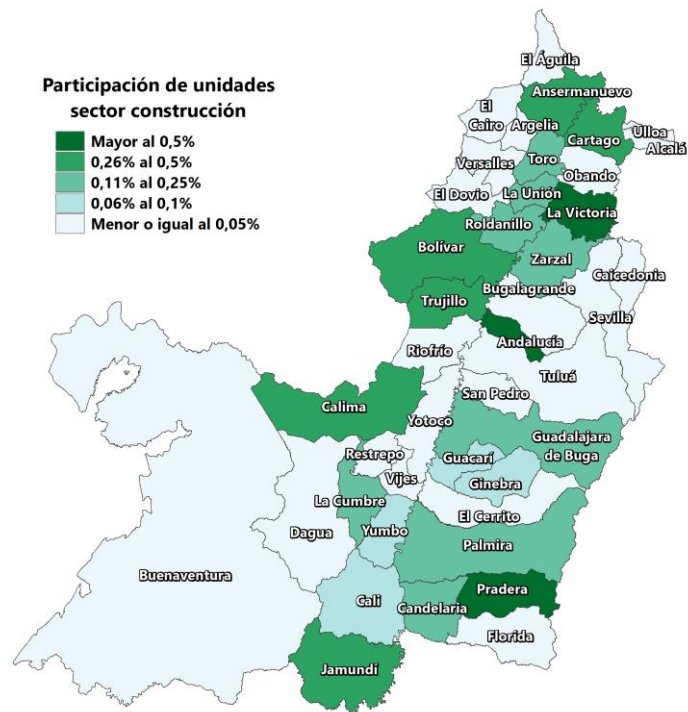 Participación de unidades
sector construcción
Mayor al 0,5%
0,26% al 0,5%
0,11% al 0,25%
0,06% al 0,1%
Menor o igual al 0,05%
El Águila
Ansermanuevo
El
Cairo
Argelia
Cartago
Ulloa
Alcalá
Versalles
Toro
Obando
El Dovio
La Unión
La Victoria
Roldanillo
Bolívar
Zarzal
Caicedonia
Trujillo
Bugalagrande
Sevilla
Andalucía
Riofrío
Tuluá
San Pedro
Calima
Yotoco
Guadalajara
de Buga
Restrepo
Guacarí
Vijes
Ginebra
La Cumbre
El Cerrito
Dagua
Yumbo
Palmira
Buenaventura
Pradera
Cali
Candelaria
Florida
Jamundí